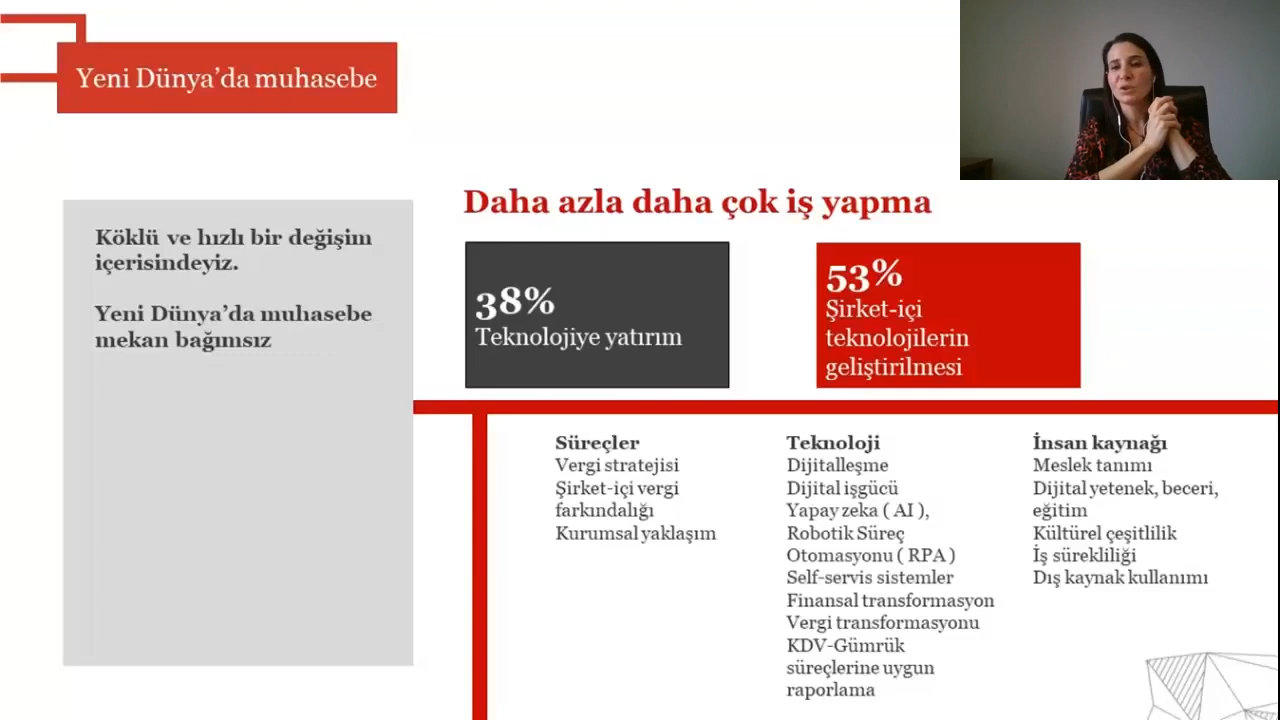 Yeni Dünya’da muhasebe
Köklü ve hızlı bir değişim
içerisindeyiz.
Yeni Dünya’da muhasebe
mekan bağımsız
Daha azla daha çok iş yapma
38%
Teknolojiye yatırım
53%
Şirket-içi
teknolojilerin
geliştirilmesi
Süreçler
Vergi stratejisi
Şirket-içi vergi
farkındalığı
Kurumsal yaklaşım
Teknoloji
Dijitalleşme
Dijital işgücü
Yapay zeka ( AI ),
Robotik Süreç
Otomasyonu ( RPA )
Self-servis sistemler
Finansal transformasyon
Vergi transformasyonu
KDV-Gümrük
süreçlerine uygun
raporlama
İnsan kaynağı
Meslek tanımı
Dijital yetenek, beceri,
eğitim
Kültürel çeşitlilik
İş sürekliliği
Dış kaynak kullanımı